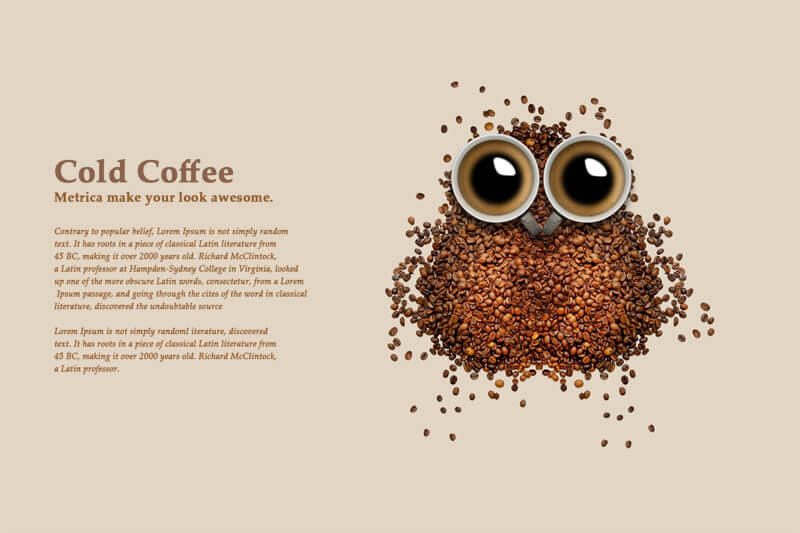 Cold Coffee
Metrica make your look awesome.
Contrary to popular belief, Lorem Ipsum is not simply random
text. It has roots in a piece of classical Latin literature from
45 BC, making it over 2000 years old. Richard McClintock,
a Latin professor at Hampden-Sydney College in Virginia, looked
up one of the more obscure Latin words, consectetur, from a Lorem
Ipsum passage, and going through the cites of the word in classical
literature, discovered the undoubtable source
Lorem Ipsum is not simply randoml iterature, discovered
text. It has roots in a piece of classical Latin literature from
45 BC, making it over 2000 years old. Richard McClintock,
a Latin professor.